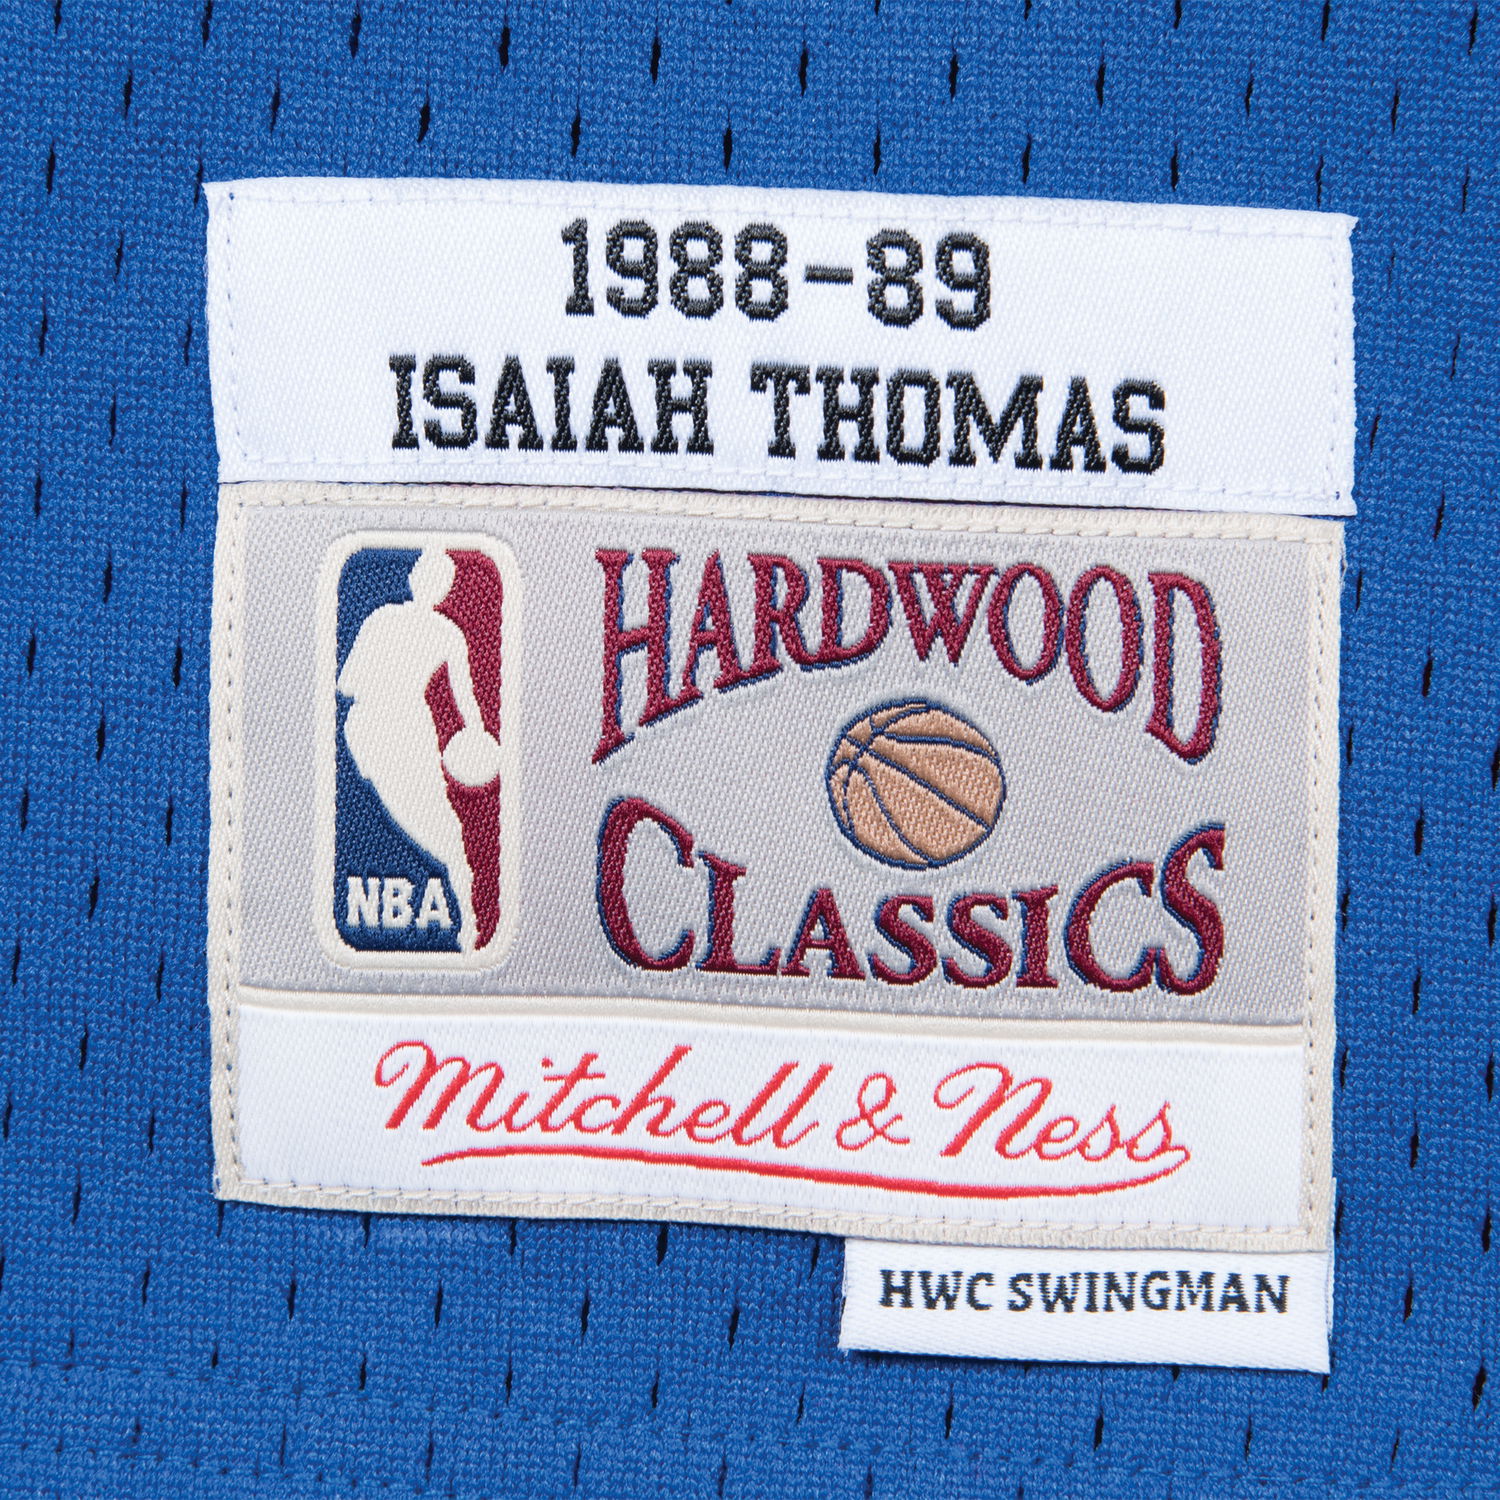 1988-89
ISAIAH THOMAS
HARDWOOD
CLASSICS
NBA
Mitchell & Ness
HWC SWINGMAN